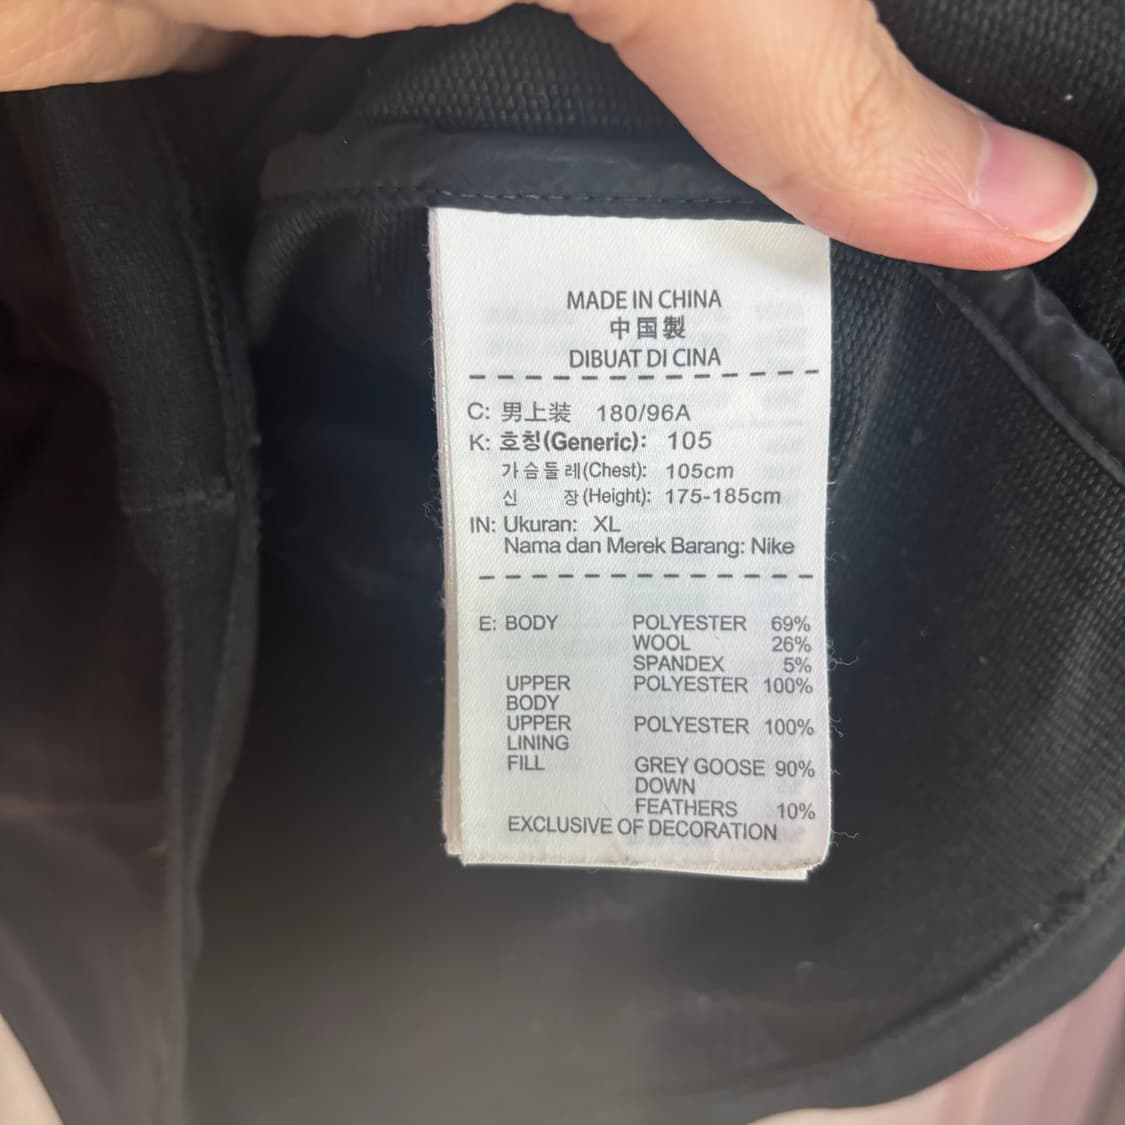 MADE IN CHINA
中国製
DIBUAT DI CINA
C: 男上装 180/96A
K: 호칭(Generic): 105
가슴둘레(Chest): 105cm
신 장(Height): 175-185cm
IN: Ukuran: XL
Nama dan Merek Barang: Nike
E: BODY POLYESTER 69%
WOOL 26%
SPANDEX 5%
UPPER POLYESTER 100%
BODY
UPPER POLYESTER 100%
LINING
FILL GREY GOOSE 90%
DOWN
FEATHERS 10%
EXCLUSIVE OF DECORATION